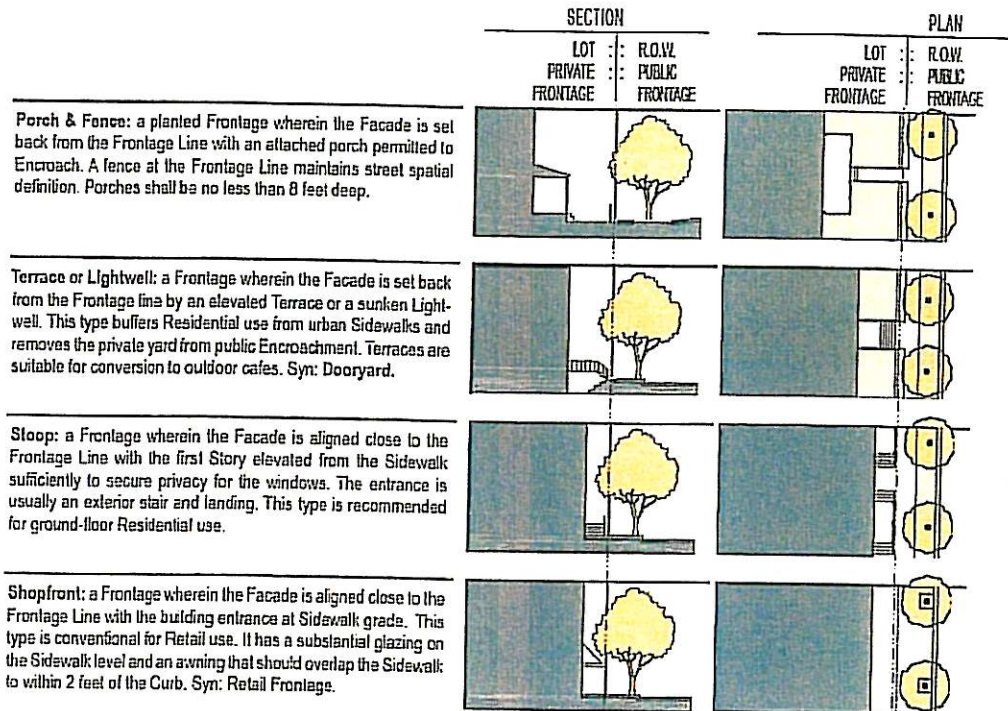 SECTION
PLAN
LOT :: R.O.W.
PRIVATE :: PUBLIC
FRONTAGE FRONTAGE
LOT :: R.O.W.
PRIVATE :: PUBLIC
FRONTAGE FRONTAGE
Porch & Fence: a planted Frontage wherein the Facade is set
back from the Frontage Line with an attached porch permitted to
Encroach. A fence at the Frontage Line maintains street spatial
definition. Porches shall be no less than 8 feet deep.
Terrace or Lightwell: a Frontage wherein the Facade is set back
from the Frontage line by an elevated Terrace or a sunken Light-
well. This type buffers Residential use from urban Sidewalks and
removes the private yard from public Encroachment. Terraces are
suitable for conversion to outdoor cafes. Syn: Dooryard.
Stoop: a Frontage wherein the Facade is aligned close to the
Frontage Line with the first Story elevated from the Sidewalk
sufficiently to secure privacy for the windows. The entrance is
usually an exterior stair and landing. This type is recommended
for ground-floor Residential use.
Shopfront: a Frontage wherein the Facade is aligned close to the
Frontage Line with the building entrance at Sidewalk grade. This
type is conventional for Retail use. It has a substantial glazing on
the Sidewalk level and an awning that should overlap the Sidewalk
to within 2 feet of the Curb. Syn: Retail Frontage.